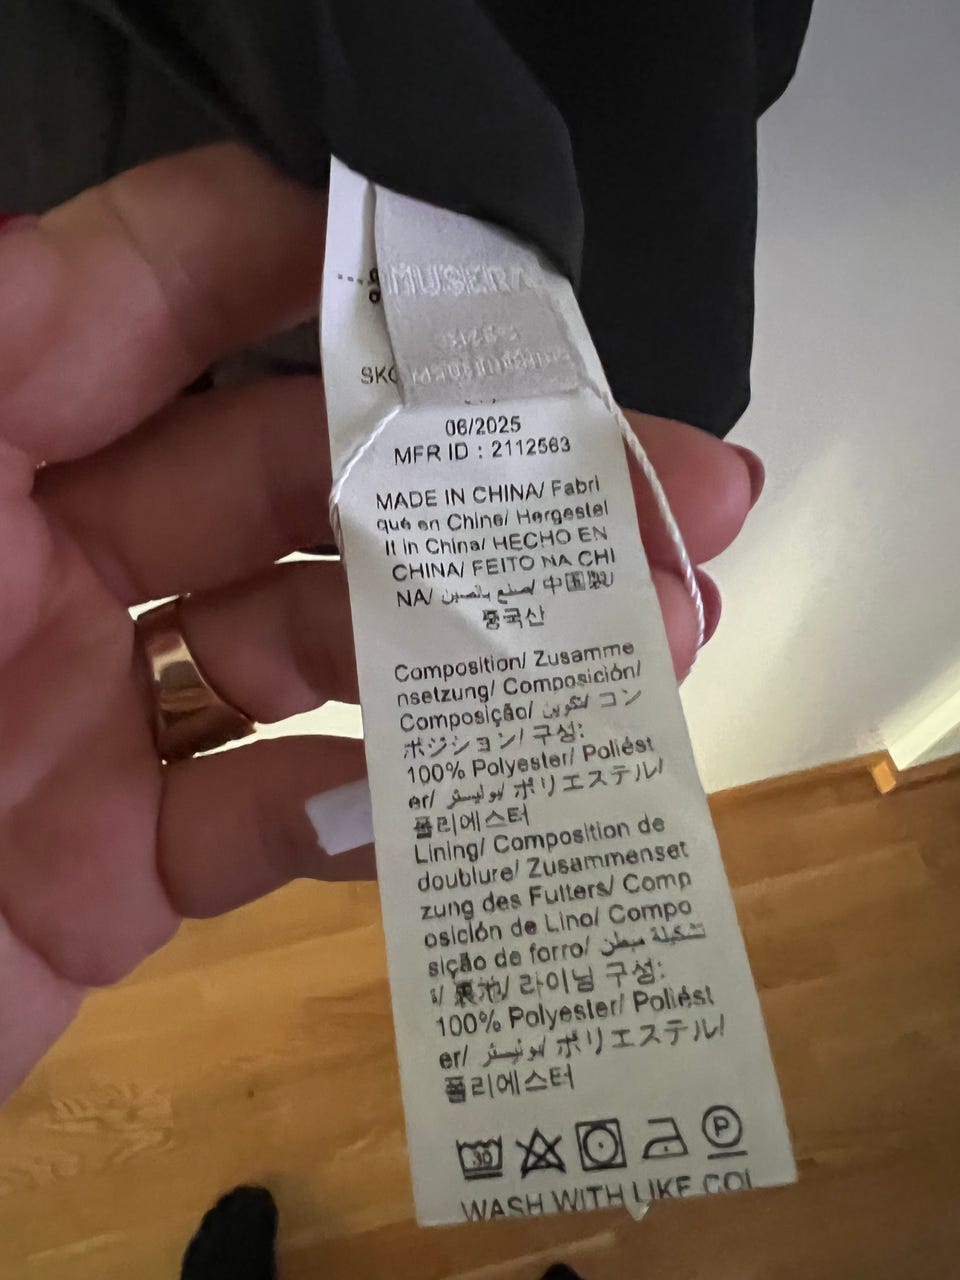 MUSERA
SKC
06/2025
MFR ID : 2112563
MADE IN CHINA/ Fabri
qué en Chine/ Hergestel
lt in China/ HECHO EN
CHINA/ FEITO NA CHI
NA/ صنع بالصين/ 中国製/
중국산
Composition/ Zusamme
nsetzung/ Composición/
Composição/ تكوين/ コン
ポジション/ 구성:
100% Polyester/ Poliést
er/ بوليستر/ ポリエステル/
폴리에스터
Lining/ Composition de
doublure/ Zusammenset
zung des Futters/ Comp
osición de Lino/ Compo
sição de forro/ تشكيلة مبطن
裏池/ 라이닝 구성:
100% Polyester/ Poliést
er/ بوليستر/ ポリエステル/
폴리에스터
30 P
WASH WITH LIKE COL